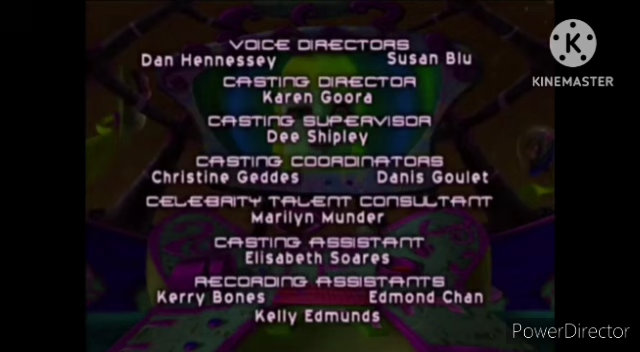 VOICE DIRECTORS
Dan Hennessey Susan Blu
CASTING DIRECTOR
Karen Goora
CASTING SUPERVISOR
Dee Shipley
CASTING COORDINATORS
Christine Geddes Danis Goulet
CELEBRITY TALENT CONSULTANT
Marilyn Munder
CASTING ASSISTANT
Elisabeth Soares
RECORDING ASSISTANTS
Kerry Bones Edmond Chan
Kelly Edmunds
K
KINEMASTER
PowerDirector